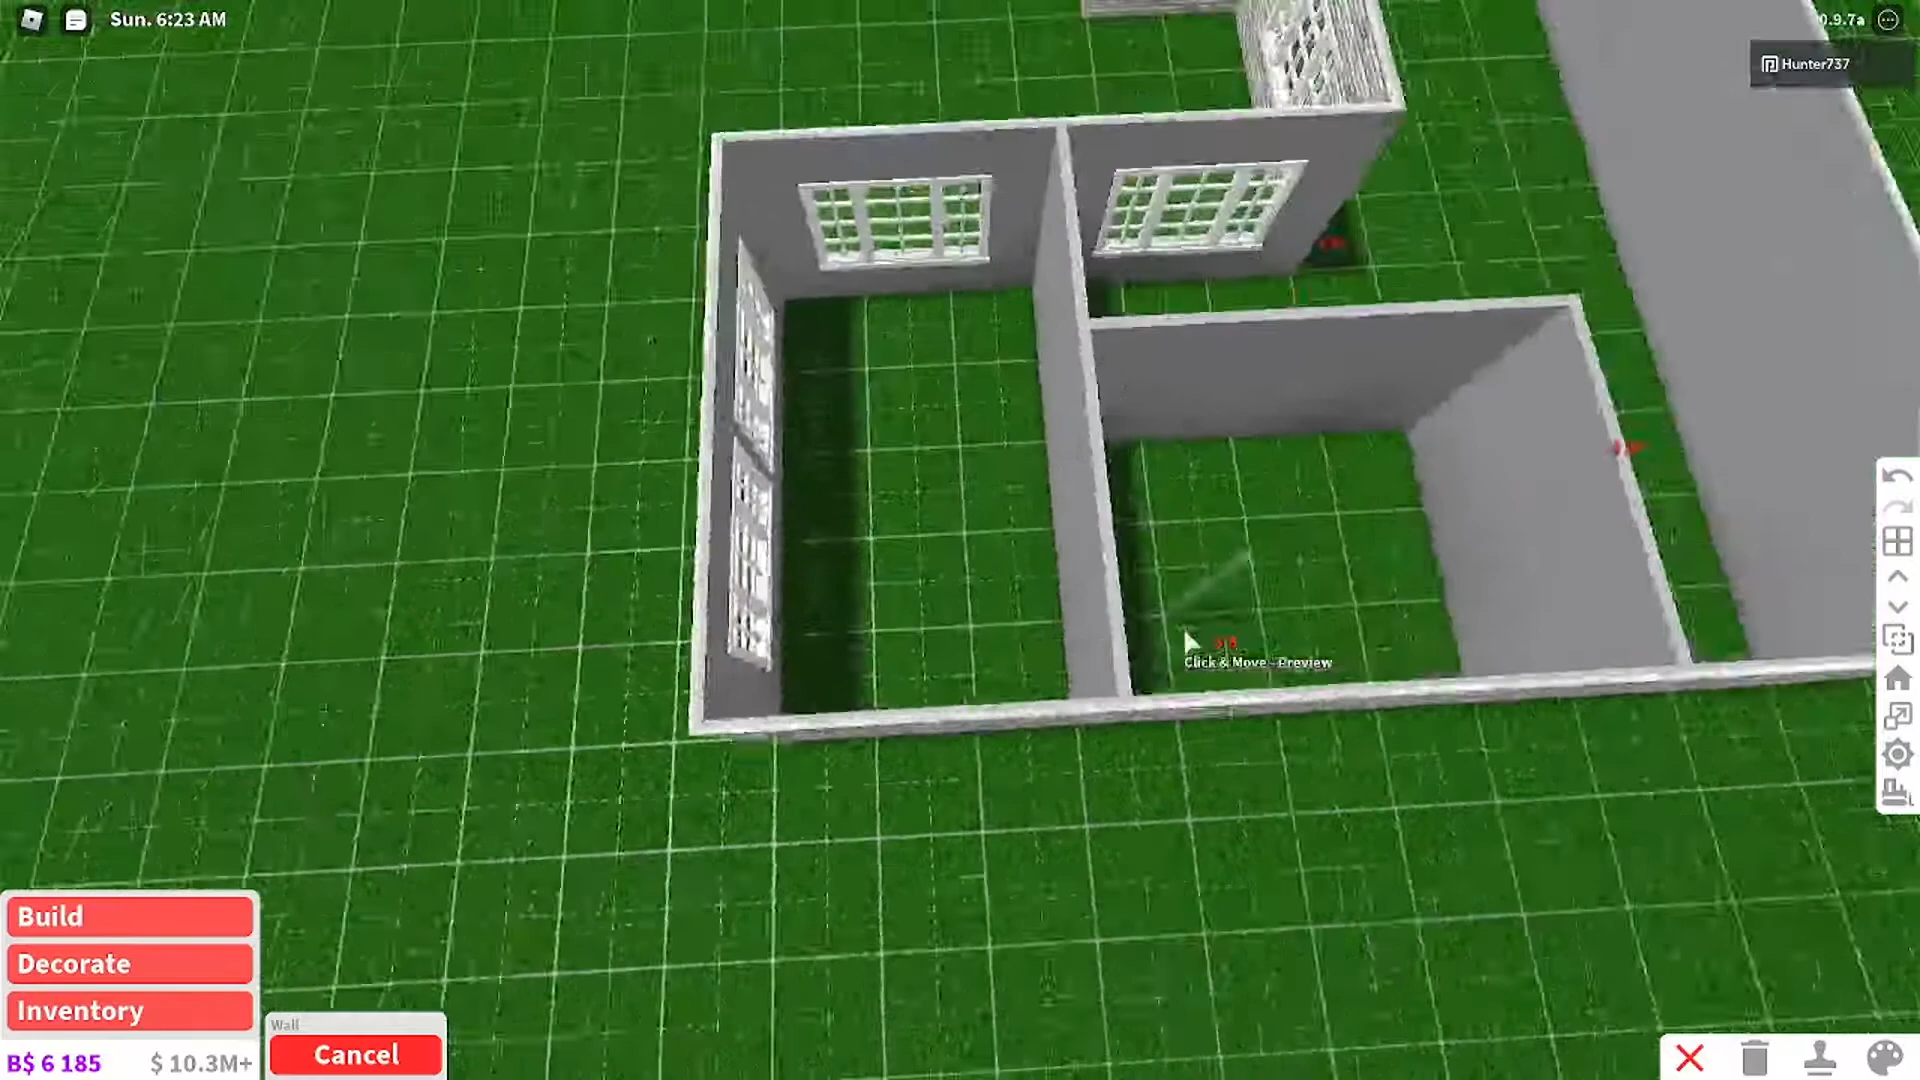 Sun. 6:23 AM
0.9.7a
Hunter737
Click & Move - Preview
Build
Decorate
Inventory
Wall
Cancel
B$ 6 185
$ 10.3M+